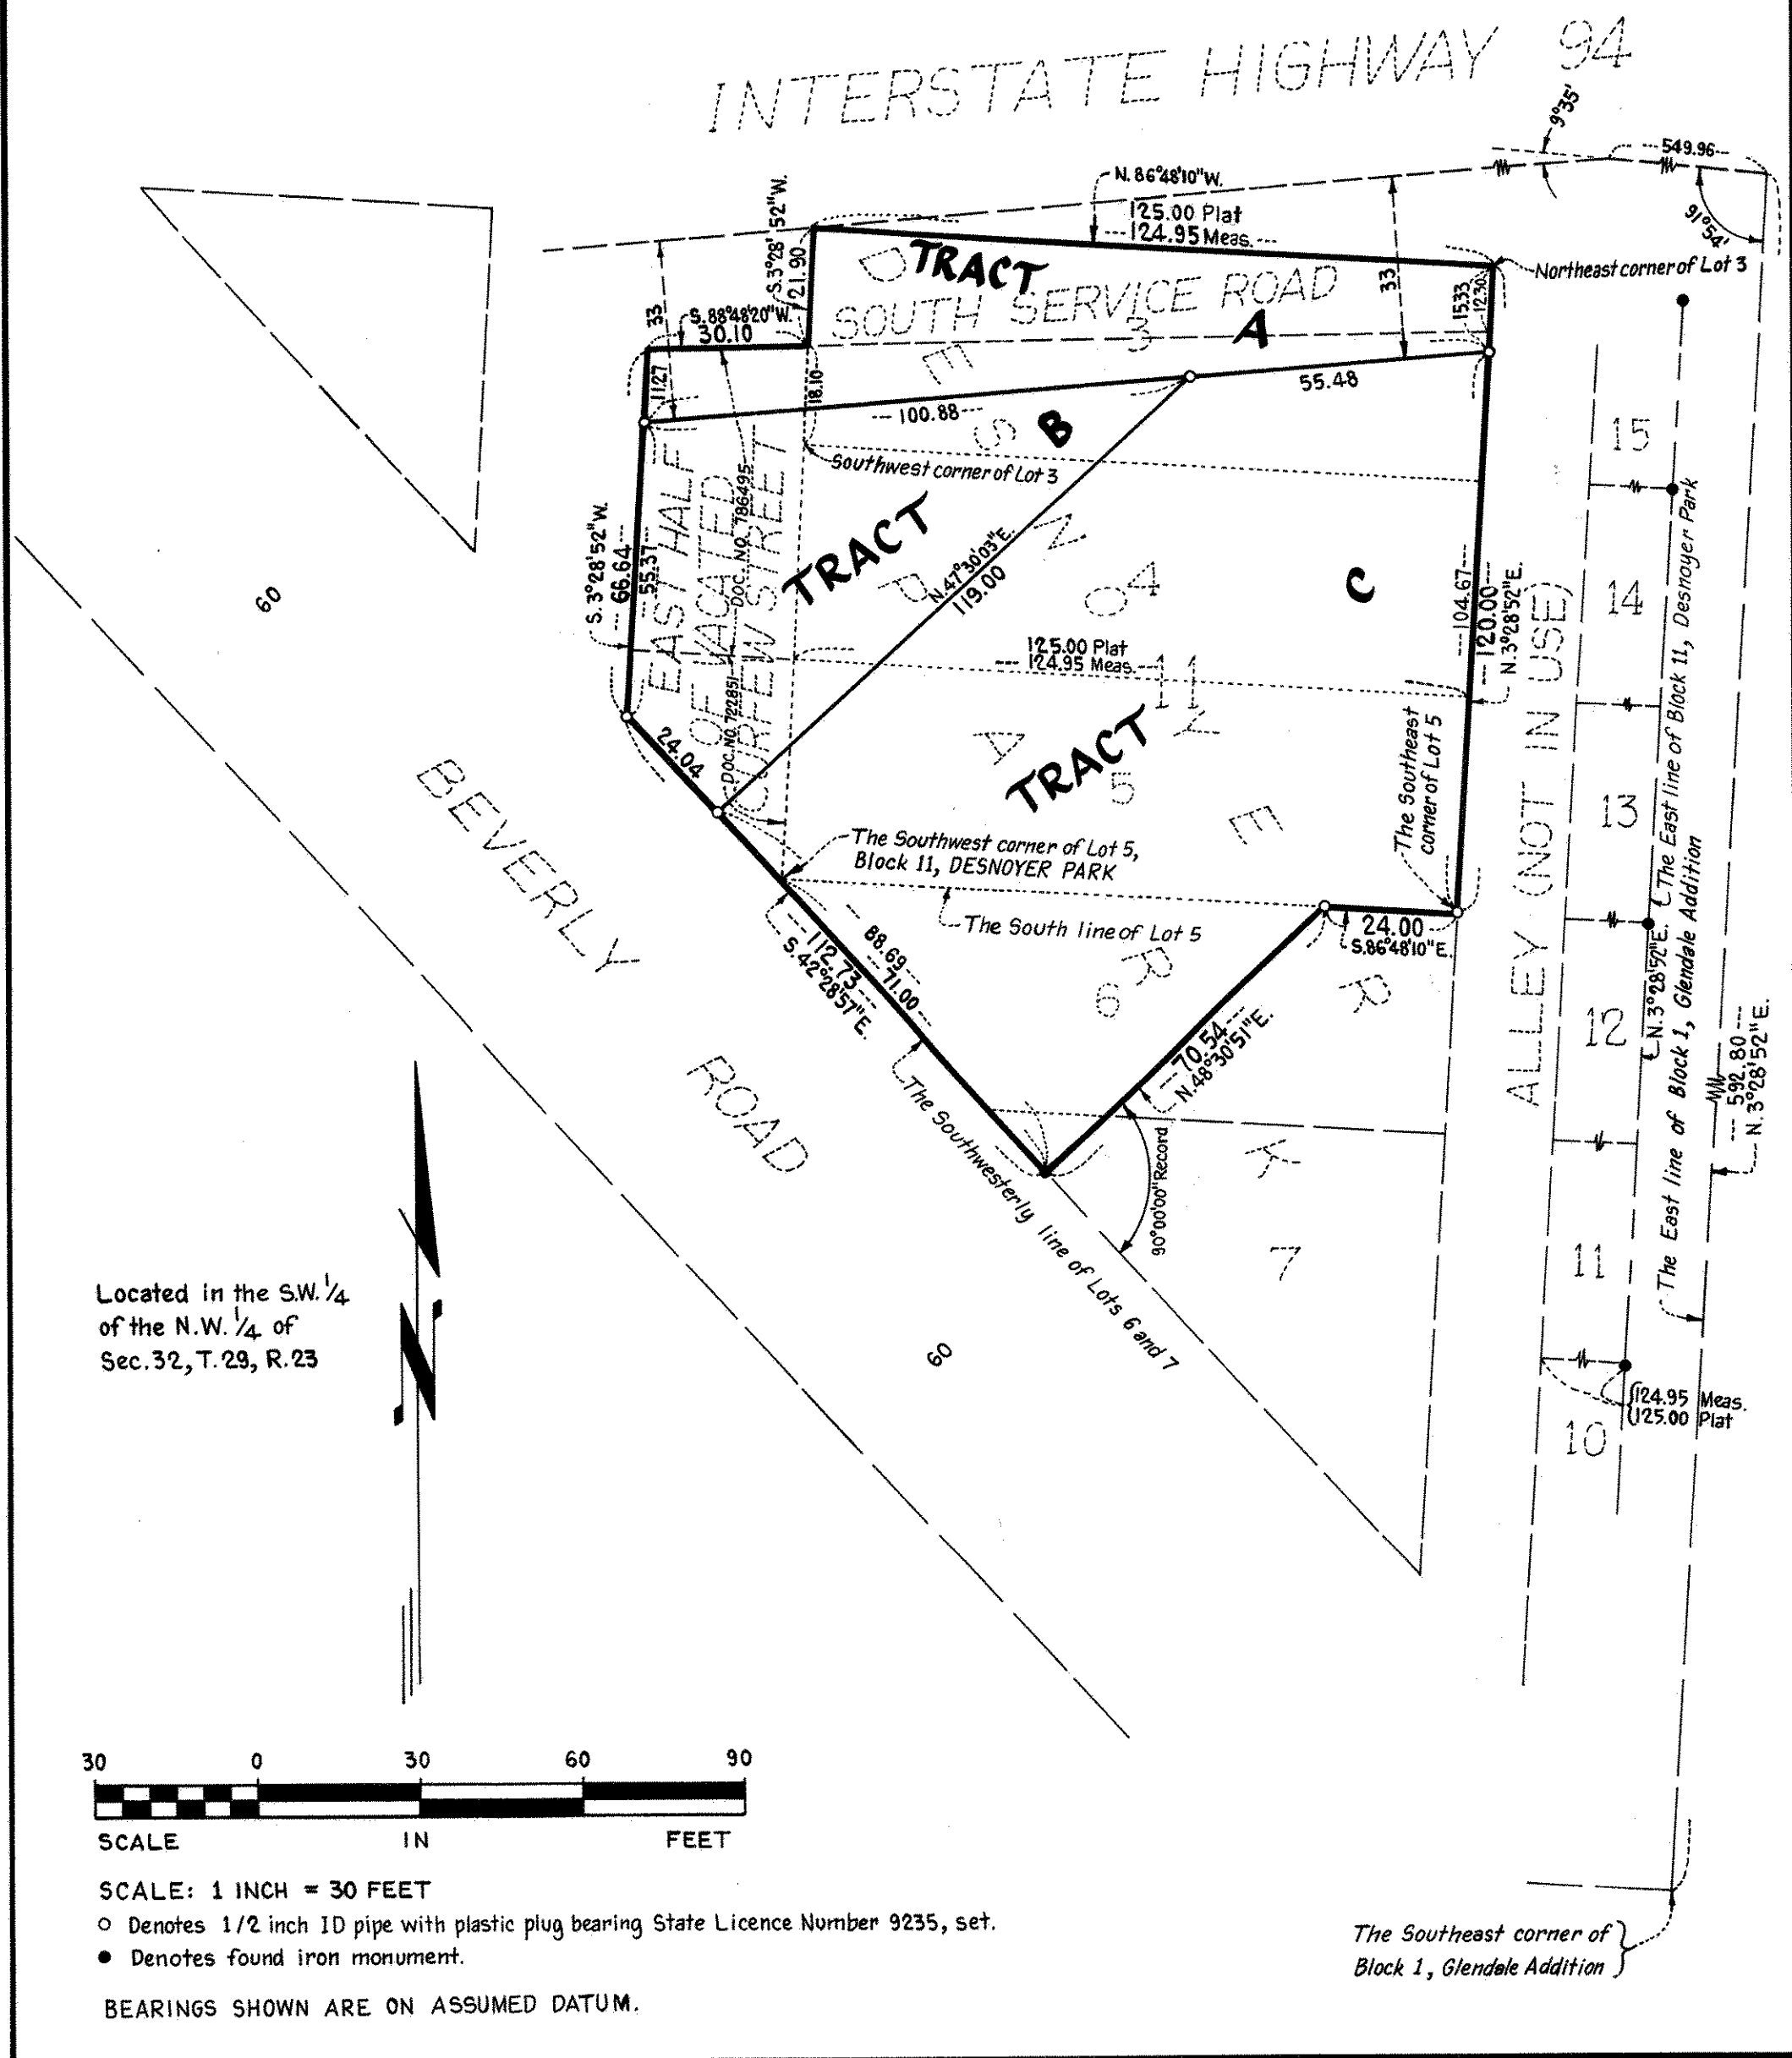 INTERSTATE HIGHWAY 94
9°35'
549.96
91°54'
N.86°48'10"W.
125.00 Plat
124.95 Meas.
S.3°28'52"W.
21.90
33
S.88°48'20"W.
30.10
TRACT
A
SOUTH SERVICE ROAD
3
33
15.33
12.30
Northeast corner of Lot 3
11.27
18.10
100.88
55.48
B
Southwest corner of Lot 3
TRACT
DESNOYER
PARK
S.3°28'52"W.
66.64
55.37
EAST HALF
OF VACATED
CURFEW STREET
DOC. NO. 786495
DOC. NO. 722851
N.47°30'03"E.
119.00
4
C
104.67
120.00
N.3°28'52"E.
125.00 Plat
124.95 Meas.
11
TRACT
5
24.04
The Southeast
corner of Lot 5
The Southwest corner of Lot 5,
Block 11, DESNOYER PARK
The South line of Lot 5
24.00
S.86°48'10"E.
88.69
71.00
112.73
S.42°28'57"E.
6
70.54
N.48°30'51"E.
90°00'00" Record
The Southwesterly line of Lots 6 and 7
7
60
BEVERLY
ROAD
60
ALLEY (NOT IN USE)
15
14
13
12
11
10
N.3°28'52"E.
The East line of Block 11, Desnoyer Park
The East line of Block 1, Glendale Addition
592.80
N.3°28'52"E.
124.95 Meas.
125.00 Plat
Located in the S.W. 1/4
of the N.W. 1/4 of
Sec.32, T.29, R.23
N
30 0 30 60 90
SCALE IN FEET
SCALE: 1 INCH = 30 FEET
o Denotes 1/2 inch ID pipe with plastic plug bearing State Licence Number 9235, set.
● Denotes found iron monument.
BEARINGS SHOWN ARE ON ASSUMED DATUM.
The Southeast corner of
Block 1, Glendale Addition